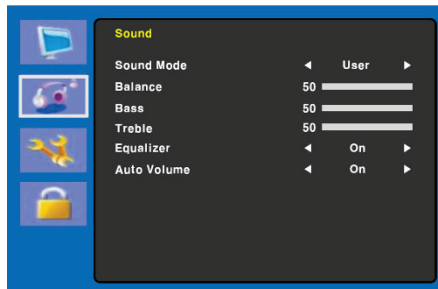 Sound
Sound Mode ◀ User ▶
Balance 50
Bass 50
Treble 50
Equalizer ◀ On ▶
Auto Volume ◀ On ▶